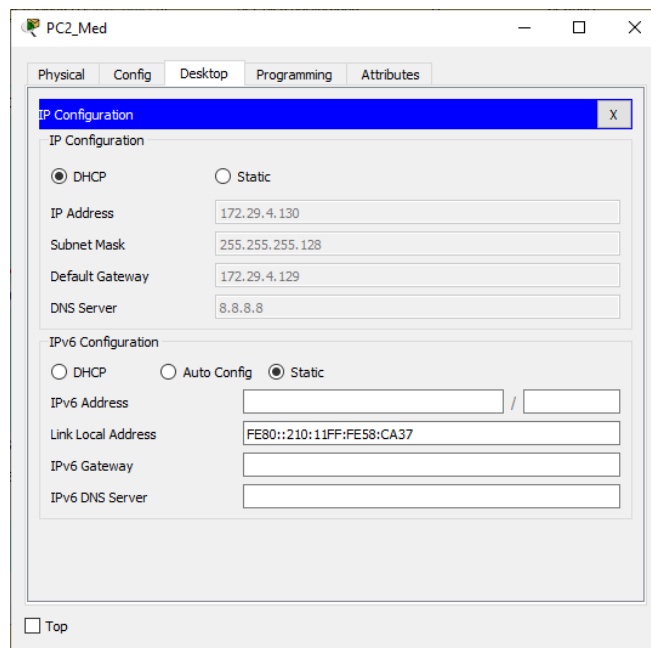 PC2_Med
Physical Config Desktop Programming Attributes
IP Configuration X
IP Configuration
DHCP Static
IP Address 172.29.4.130
Subnet Mask 255.255.255.128
Default Gateway 172.29.4.129
DNS Server 8.8.8.8
IPv6 Configuration
DHCP Auto Config Static
IPv6 Address /
Link Local Address FE80::210:11FF:FE58:CA37
IPv6 Gateway
IPv6 DNS Server
Top